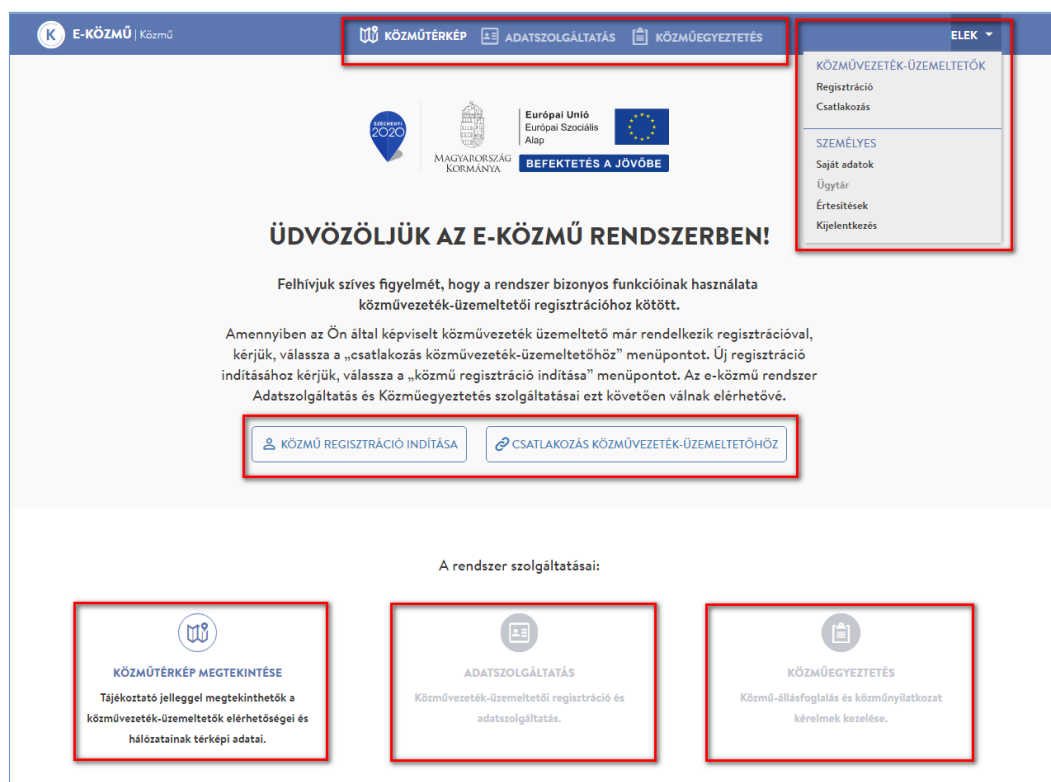 K E-KÖZMŰ | Közmű
KÖZMŰTÉRKÉP ADATSZOLGÁLTATÁS KÖZMŰEGYEZTETÉS
ELEK
KÖZMŰVEZETÉK-ÜZEMELTETŐK
Regisztráció
Csatlakozás
SZEMÉLYES
Saját adatok
Ügytár
Értesítések
Kijelentkezés
SZÉCHENYI
2020
MAGYARORSZÁG
KORMÁNYA
Európai Unió
Európai Szociális
Alap
BEFEKTETÉS A JÖVŐBE
ÜDVÖZÖLJÜK AZ E-KÖZMŰ RENDSZERBEN!
Felhívjuk szíves figyelmét, hogy a rendszer bizonyos funkcióinak használata
közművezeték-üzemeltetői regisztrációhoz kötött.
Amennyiben az Ön által képviselt közművezeték üzemeltető már rendelkezik regisztrációval,
kérjük, válassza a „csatlakozás közművezeték-üzemeltetőhöz” menüpontot. Új regisztráció
indításához kérjük, válassza a „közmű regisztráció indítása” menüpontot. Az e-közmű rendszer
Adatszolgáltatás és Közműegyeztetés szolgáltatásai ezt követően válnak elérhetővé.
KÖZMŰ REGISZTRÁCIÓ INDÍTÁSA
CSATLAKOZÁS KÖZMŰVEZETÉK-ÜZEMELTETŐHÖZ
A rendszer szolgáltatásai:
KÖZMŰTÉRKÉP MEGTEKINTÉSE
Tájékoztató jelleggel megtekinthetők a
közművezeték-üzemeltetők elérhetőségei és
hálózatainak térképi adatai.
ADATSZOLGÁLTATÁS
Közművezeték-üzemeltetői regisztráció és
adatszolgáltatás.
KÖZMŰEGYEZTETÉS
Közmű-állásfoglalás és közműnyilatkozat
kérelmek kezelése.